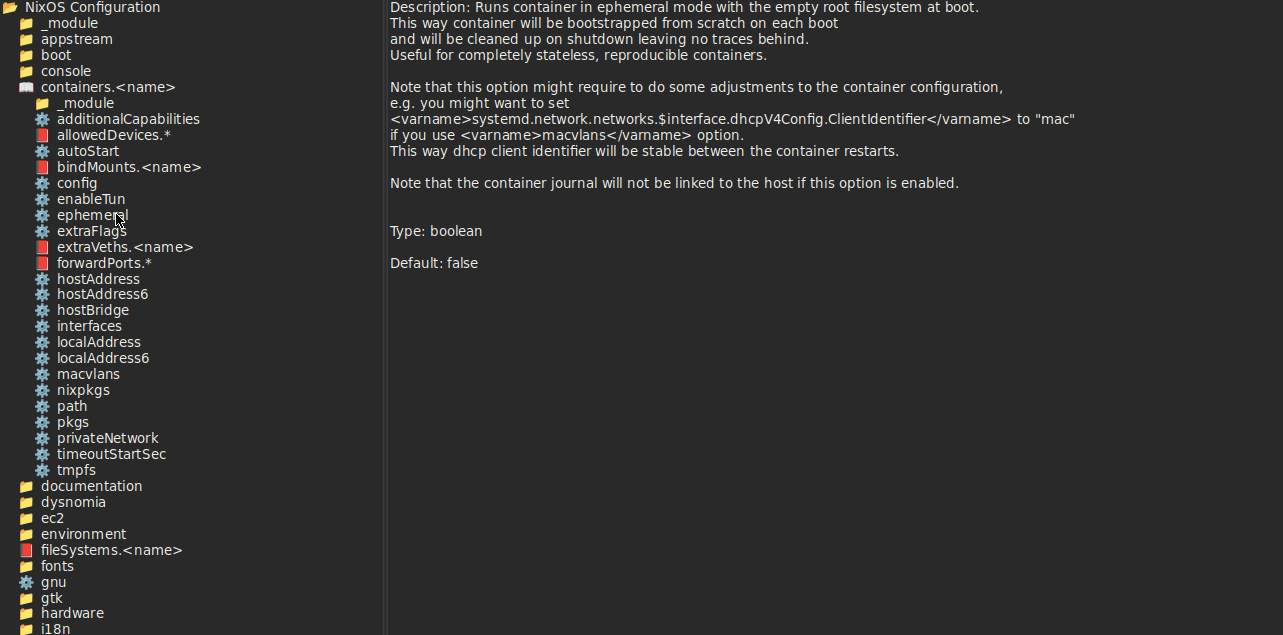 NixOS Configuration
_module
appstream
boot
console
containers.<name>
_module
additionalCapabilities
allowedDevices.*
autoStart
bindMounts.<name>
config
enableTun
ephemeral
extraFlags
extraVeths.<name>
forwardPorts.*
hostAddress
hostAddress6
hostBridge
interfaces
localAddress
localAddress6
macvlans
nixpkgs
path
pkgs
privateNetwork
timeoutStartSec
tmpfs
documentation
dysnomia
ec2
environment
fileSystems.<name>
fonts
gnu
gtk
hardware
i18n
Description: Runs container in ephemeral mode with the empty root filesystem at boot.
This way container will be bootstrapped from scratch on each boot
and will be cleaned up on shutdown leaving no traces behind.
Useful for completely stateless, reproducible containers.
Note that this option might require to do some adjustments to the container configuration,
e.g. you might want to set
<varname>systemd.network.networks.$interface.dhcpV4Config.ClientIdentifier</varname> to "mac"
if you use <varname>macvlans</varname> option.
This way dhcp client identifier will be stable between the container restarts.
Note that the container journal will not be linked to the host if this option is enabled.
Type: boolean
Default: false